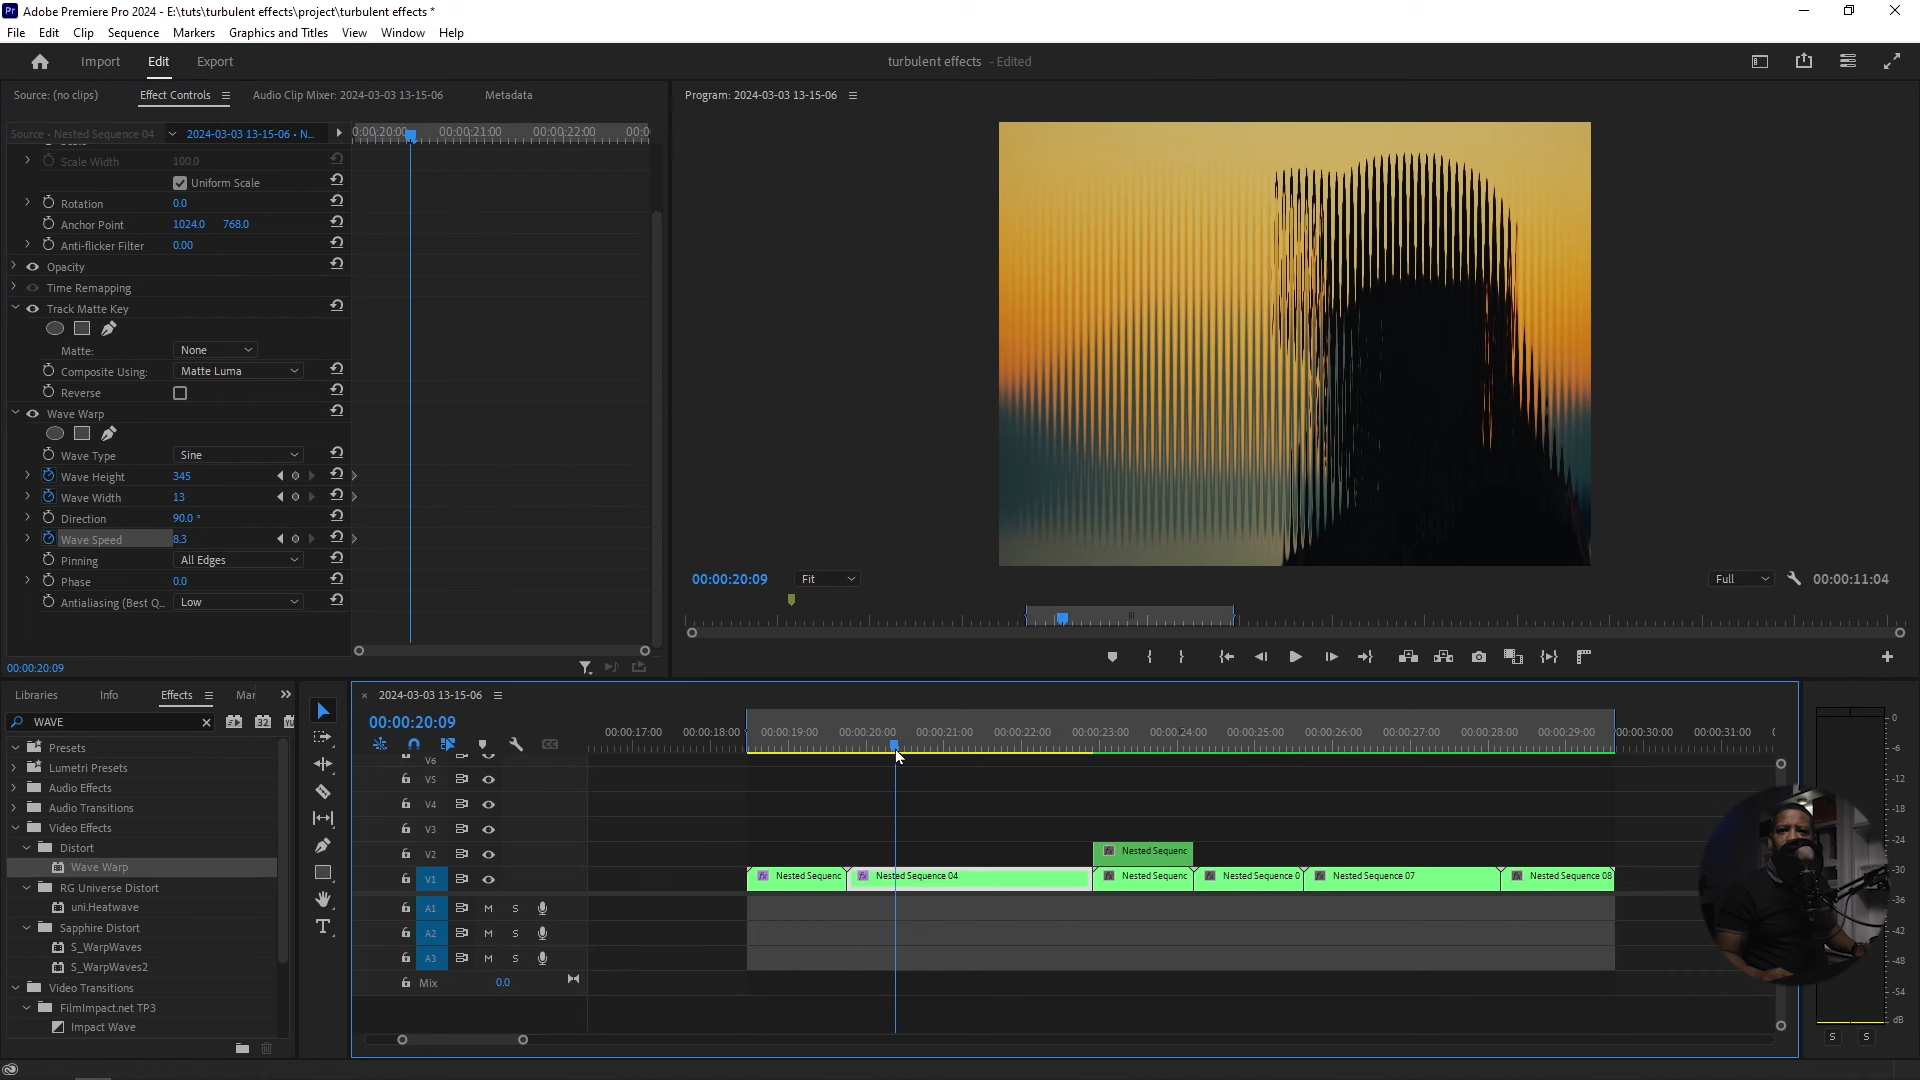 Adobe Premiere Pro 2024 - E:\tuts\turbulent effects\project\turbulent effects *
File Edit Clip Sequence Markers Graphics and Titles View Window Help
Import Edit Export
turbulent effects - Edited
Source: (no clips) Effect Controls Audio Clip Mixer: 2024-03-03 13-15-06 Metadata
Source • Nested Sequence 04 2024-03-03 13-15-06 • N...
0:00:20:00 00:00:21:00 00:00:22:00 00:0
Scale Width 100.0
Uniform Scale
Rotation 0.0
Anchor Point 1024.0 768.0
Anti-flicker Filter 0.00
Opacity
Time Remapping
Track Matte Key
Matte: None
Composite Using: Matte Luma
Reverse
Wave Warp
Wave Type Sine
Wave Height 345
Wave Width 13
Direction 90.0 °
Wave Speed 8.3
Pinning All Edges
Phase 0.0
Antialiasing (Best Q... Low
00:00:20:09
Program: 2024-03-03 13-15-06
00:00:20:09 Fit Full 00:00:11:04
Libraries Info Effects Mar
WAVE
Presets
Lumetri Presets
Audio Effects
Audio Transitions
Video Effects
Distort
Wave Warp
RG Universe Distort
uni.Heatwave
Sapphire Distort
S_WarpWaves
S_WarpWaves2
Video Transitions
FilmImpact.net TP3
Impact Wave
2024-03-03 13-15-06
00:00:20:09
00:00:17:00 00:00:18:00 00:00:19:00 00:00:20:00 00:00:21:00 00:00:22:00 00:00:23:00 00:00:24:00 00:00:25:00 00:00:26:00 00:00:27:00 00:00:28:00 00:00:29:00 00:00:30:00 00:00:31:00
V6
V5
V4
V3
V2 Nested Sequenc
V1 Nested Sequenc Nested Sequence 04 Nested Sequenc Nested Sequence 0 Nested Sequence 07 Nested Sequence 08
A1 M S
A2 M S
A3 M S
Mix 0.0
0
-6
-12
-18
-24
-30
-36
-42
-48
-54
dB
S S